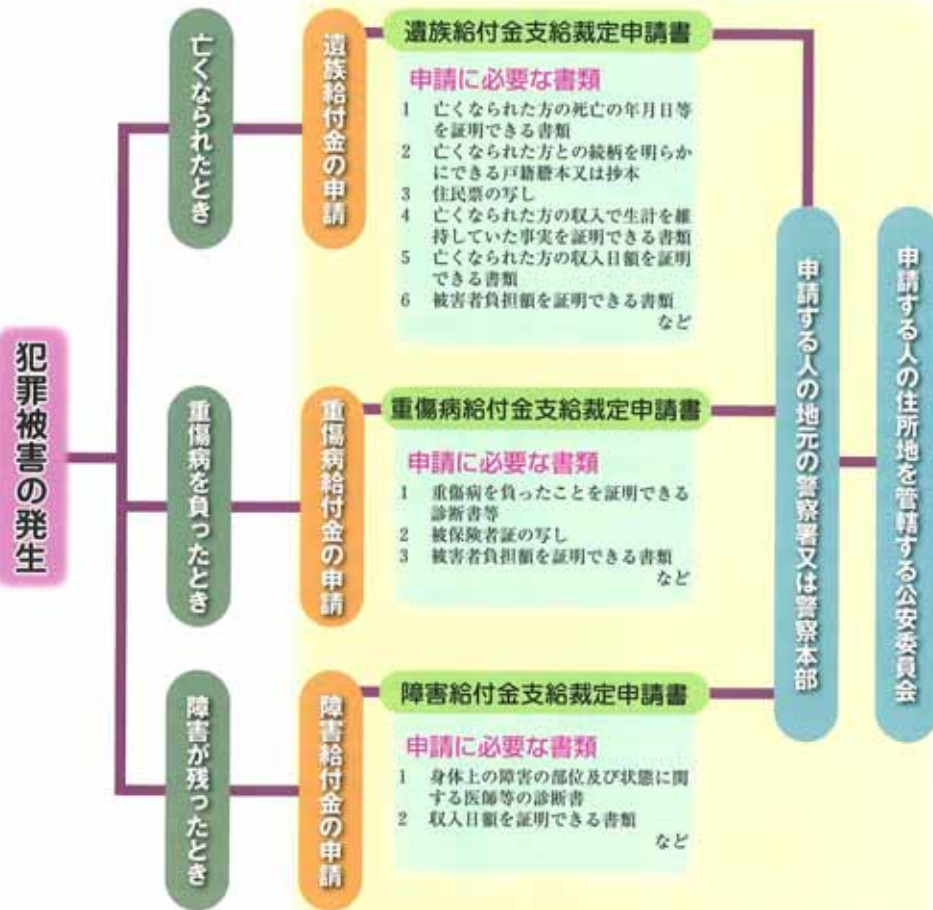 犯罪被害の発生
亡くなられたとき
遺族給付金の申請
遺族給付金支給裁定申請書
申請に必要な書類
1 亡くなられた方の死亡の年月日等
を証明できる書類
2 亡くなられた方との続柄を明らか
にできる戸籍謄本又は抄本
3 住民票の写し
4 亡くなられた方の収入で生計を維
持していた事実を証明できる書類
5 亡くなられた方の収入日額を証明
できる書類
6 被害者負担額を証明できる書類
など
重傷病を負ったとき
重傷病給付金の申請
重傷病給付金支給裁定申請書
申請に必要な書類
1 重傷病を負ったことを証明できる
診断書等
2 被保険者証の写し
3 被害者負担額を証明できる書類
など
障害が残ったとき
障害給付金の申請
障害給付金支給裁定申請書
申請に必要な書類
1 身体上の障害の部位及び状態に関
する医師等の診断書
2 収入日額を証明できる書類
など
申請する人の地元の警察署又は警察本部
申請する人の住所地を管轄する公安委員会